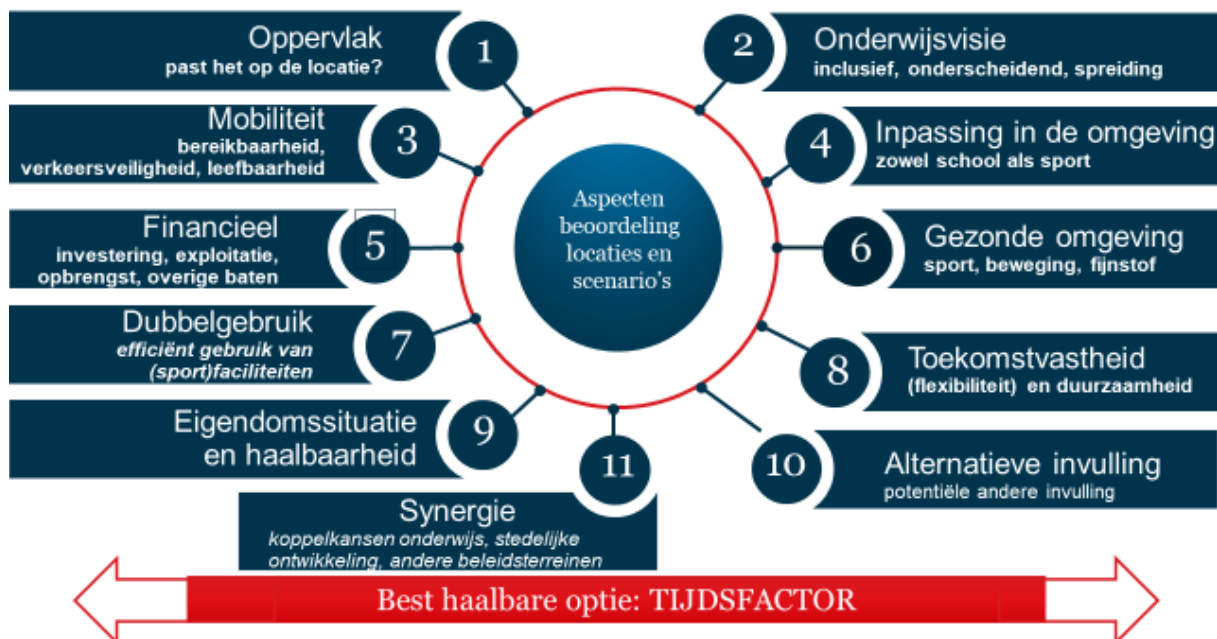 Oppervlak
past het op de locatie?
1
2
Onderwijsvisie
inclusief, onderscheidend, spreiding
Mobiliteit
bereikbaarheid,
verkeersveiligheid, leefbaarheid
3
4
Inpassing in de omgeving
zowel school als sport
Financieel
investering, exploitatie,
opbrengst, overige baten
5
Aspecten
beoordeling
locaties en
scenario's
6
Gezonde omgeving
sport, beweging, fijnstof
Dubbelgebruik
efficiënt gebruik van
(sport)faciliteiten
7
8
Toekomstvastheid
(flexibiliteit) en duurzaamheid
Eigendomssituatie
en haalbaarheid
9
10
Alternatieve invulling
potentiële andere invulling
11
Synergie
koppelkansen onderwijs, stedelijke
ontwikkeling, andere beleidsterreinen
Best haalbare optie: TIJDSFACTOR